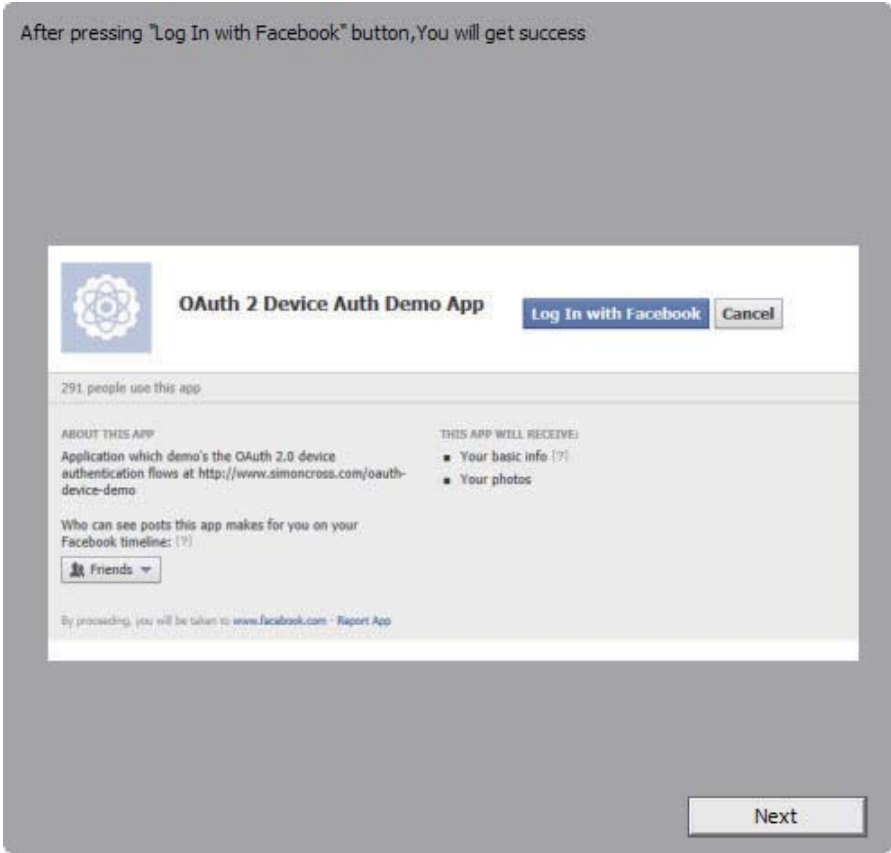 After pressing "Log In with Facebook" button,You will get success
OAuth 2 Device Auth Demo App
Log In with Facebook
Cancel
291 people use this app
ABOUT THIS APP
Application which demo's the OAuth 2.0 device
authentication flows at http://www.simoncross.com/oauth-
device-demo
Who can see posts this app makes for you on your
Facebook timeline: [?]
Friends
THIS APP WILL RECEIVE:
▪ Your basic info [?]
▪ Your photos
By proceeding, you will be taken to www.facebook.com · Report App
Next